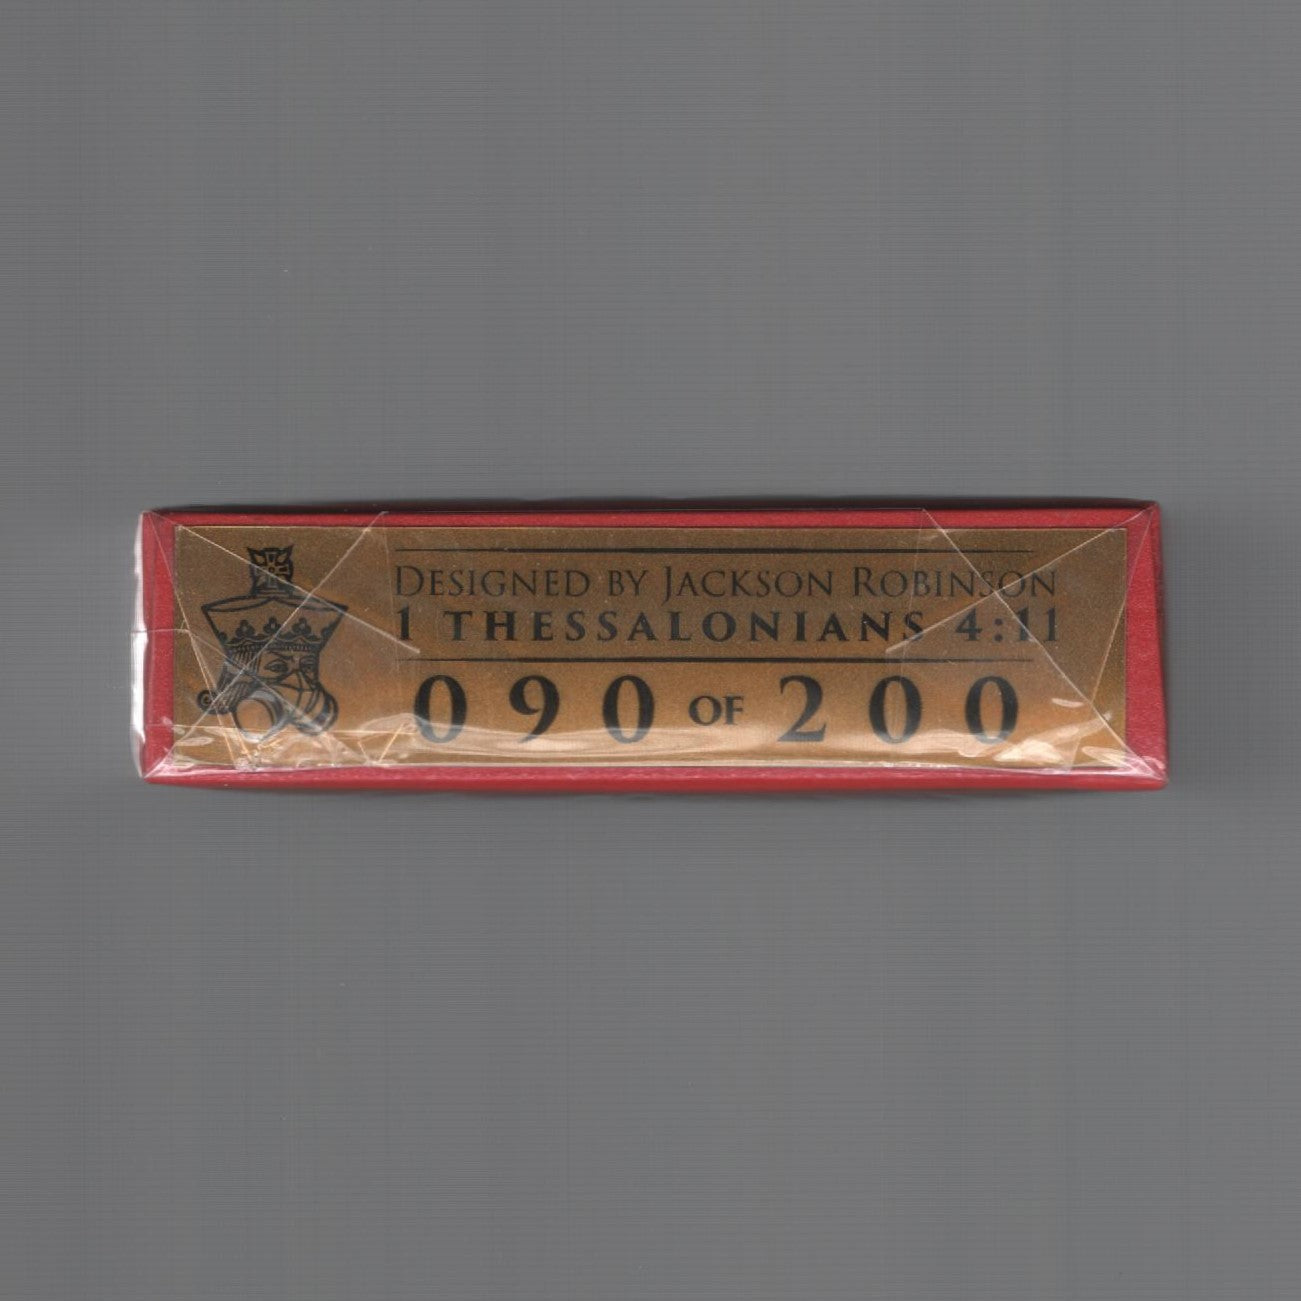 Designed by Jackson Robinson
1 THESSALONIANS 4:11
090 OF 200